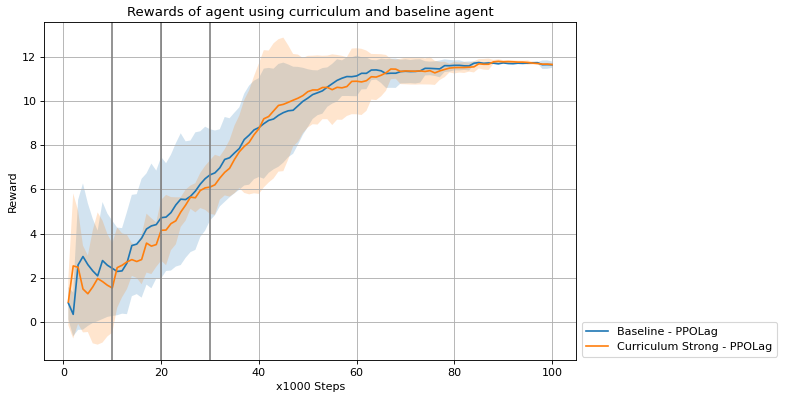 Rewards of agent using curriculum and baseline agent
Reward
12
10
8
6
4
2
0
0 20 40 60 80 100
x1000 Steps
Baseline - PPOLag
Curriculum Strong - PPOLag